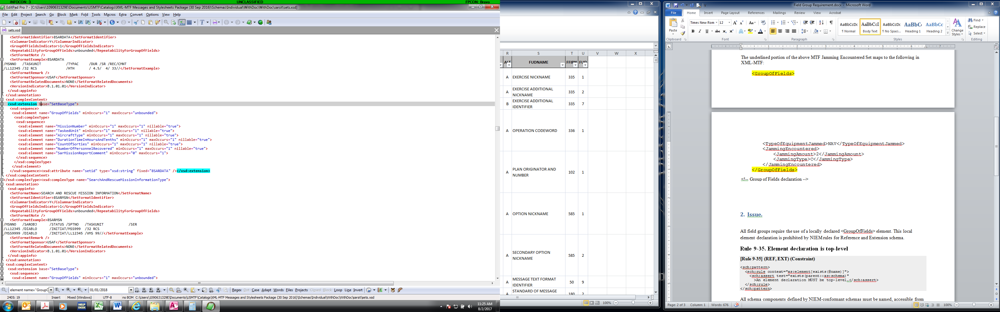 INFOCON: 3
UNCLASSIFIED
FPCON: Bravo
EditPad Pro 7 - [C:\Users\1090631329E\Documents\USMTF\Catalogs\XML-MTF Messages and Stylesheets Package (30 Sep 2016)\Schemas\Individual\WithDoc\WithDoc\sarsit\sets.xsd]
File Edit Project Search Go Block Mark Fold Tools Macros Extra Convert Options View Help
sets.xsd
<SetFormatIdentifier>8SARDATA</SetFormatIdentifier>
<ColumnarIndicator>Y</ColumnarIndicator>
<GroupOfFieldsIndicator>1</GroupOfFieldsIndicator>
<RepeatabilityForGroupOfFields>unbounded</RepeatabilityForGroupOfFields>
<SetFormatNote />
<SetFormatExample>8SARDATA
/MSNNO /TASKUNIT /TYPAC /DUR /SR /REC/CMNT
/LL12345 /32 RCS /HTH / 4.5/ 4/ 33//</SetFormatExample>
<SetFormatRemark />
<SetFormatSponsor>USAF</SetFormatSponsor>
<SetFormatRelatedDocuments>NONE</SetFormatRelatedDocuments>
<VersionIndicator>B.1.01.01</VersionIndicator>
</xsd:appinfo>
</xsd:annotation>
<xsd:complexContent>
<xsd:extension base="SetBaseType">
<xsd:sequence>
<xsd:element name="GroupOfFields" minOccurs="1" maxOccurs="unbounded">
<xsd:complexType>
<xsd:sequence>
<xsd:element name="MissionNumber" minOccurs="1" maxOccurs="1" nillable="true">
<xsd:element name="TaskedUnit" minOccurs="1" maxOccurs="1" nillable="true">
<xsd:element name="AircraftType" minOccurs="1" maxOccurs="1" nillable="true">
<xsd:element name="DurationTimeInHoursAndTenths" minOccurs="1" maxOccurs="1" nillable="true">
<xsd:element name="CountOfSorties" minOccurs="1" maxOccurs="1" nillable="true">
<xsd:element name="NumberOfPersonnelRecovered" minOccurs="1" maxOccurs="1" nillable="true">
<xsd:element name="SarMissionReportComment" minOccurs="0" maxOccurs="1">
</xsd:sequence>
</xsd:complexType>
</xsd:element>
</xsd:sequence><xsd:attribute name="setid" type="xsd:string" fixed="8SARDATA" /></xsd:extension>
</xsd:complexContent>
</xsd:complexType><xsd:complexType name="SearchAndRescueMissionInformationType">
<xsd:annotation>
<xsd:appinfo>
<SetFormatName>SEARCH AND RESCUE MISSION INFORMATION</SetFormatName>
<SetFormatIdentifier>8SARMSN</SetFormatIdentifier>
<ColumnarIndicator>Y</ColumnarIndicator>
<GroupOfFieldsIndicator>1</GroupOfFieldsIndicator>
<RepeatabilityForGroupOfFields>unbounded</RepeatabilityForGroupOfFields>
<SetFormatNote />
<SetFormatExample>8SARMSN
/MSNNO /SAROBJ /STATUS /SPTNO /TASKUNIT /SER
/LL12345 /DIABLO /INITIAT/MSS999 /32 RCS
/MSS9999 /DIABLO /INITIAT/LL12345 /VMS 99//</SetFormatExample>
<SetFormatRemark />
<SetFormatSponsor>USAF</SetFormatSponsor>
<SetFormatRelatedDocuments>NONE</SetFormatRelatedDocuments>
<VersionIndicator>B.1.01.01</VersionIndicator>
</xsd:appinfo>
</xsd:annotation>
<xsd:complexContent>
<xsd:extension base="SetBaseType">
<xsd:sequence>
<xsd:element name="GroupOfFields" minOccurs="1" maxOccurs="unbounded">
element name="GroupO
01/01/2018
Regex Dot Case Adapt Words Files Projects Closed Block Loop Line Invert
2405: 19 Insert Mixed (Windows) UTF-8 no BOM C:\Users\1090631329E\Documents\USMTF\Catalogs\XML-MTF Messages and Stylesheets Package (30 Sep 2016)\Schemas\Individual\WithDoc\WithDoc\sarsit\sets.xsd
HELP DESK
11:25 AM
8/2/2017
R S T U V W X
ALT FUDNAME FFIRN FUD
A EXERCISE NICKNAME 335 1
A EXERCISE ADDITIONAL NICKNAME 335 2
B EXERCISE ADDITIONAL IDENTIFIER 335 7
A OPERATION CODEWORD 336 1
A PLAN ORIGINATOR AND NUMBER 102 1
A OPTION NICKNAME 585 1
A SECONDARY OPTION NICKNAME 585 2
A MESSAGE TEXT FORMAT IDENTIFIER 50 9
A STANDARD OF MESSAGE 180 2
100%
Field Group Requirement.docx - Microsoft Word
File Home Insert Page Layout References Mailings Review View Acrobat
Paste
Times New Rom 12
AaBbCcDc AaBbCcI AaBbCcDc AaBbC AaBbCc
¶ Normal Body Text ¶ No Spaci... Heading 1 Heading 2
Change Styles
Find
Replace
Select
Clipboard Font Paragraph Styles Editing
The underlined portion of the above MTF Jamming Encountered Set maps to the following in
XML-MTF:
<GroupOfFields>
<TypeOfEquipmentJammed>NAV</TypeOfEquipmentJammed>
<JammingEncountered>
<JammingAmount>2</JammingAmount>
<JammingType>C</JammingType>
</JammingEncountered>
</GroupOfFields>
<!-- Group of Fields declaration -->
2. Issue.
All field groups require the use of a locally declared <GroupOfFields> element. This local
element declaration is prohibited by NIEM rules for Reference and Extension schema.
Rule 9-35. Element declaration is top-level
[Rule 9-35] (REF, EXT) (Constraint)
<sch:pattern>
<sch:rule context="xs:element[exists(@name)]">
<sch:assert test="exists(parent::xs:schema)"
>An element declaration MUST be top-level.</sch:assert>
</sch:rule>
</sch:pattern>
All schema components defined by NIEM-conformant schemas must be named, accessible from
Page: 2 of 3 Column: 1 Words: 676 100%